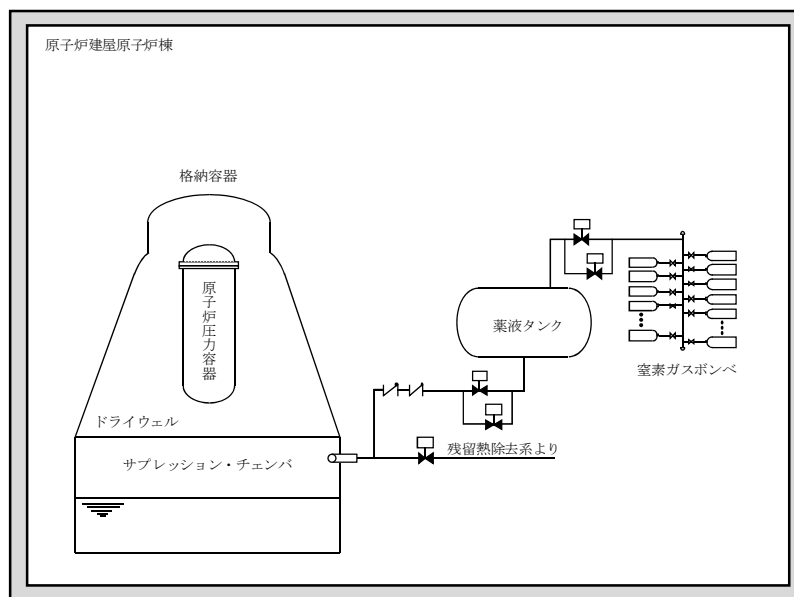 原子炉建屋原子炉棟
格納容器
原子炉圧力容器
薬液タンク
窒素ガスボンベ
ドライウェル
残留熱除去系より
サプレッション・チェンバ